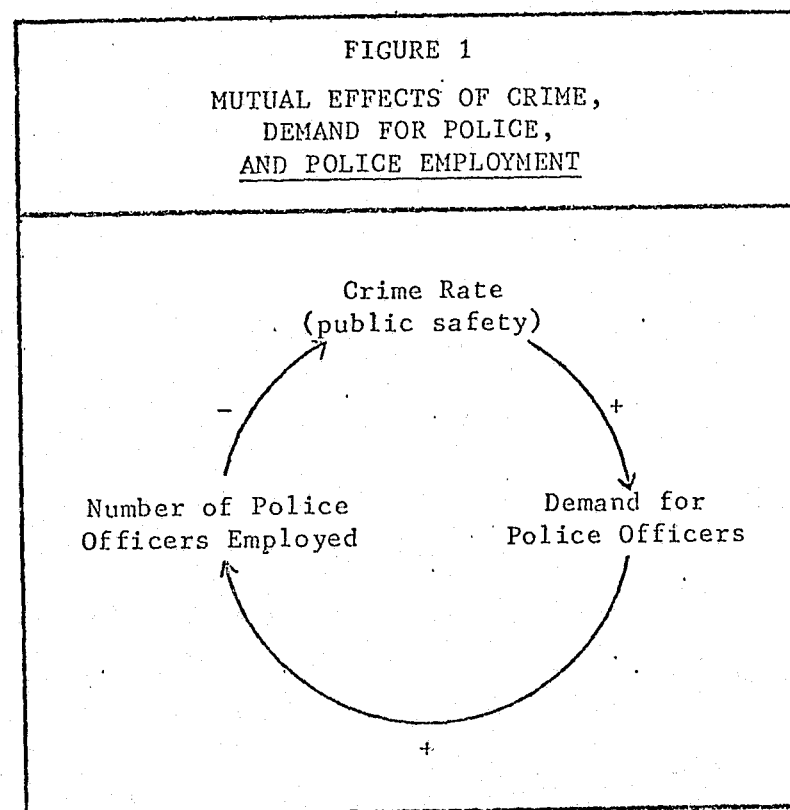 FIGURE 1
MUTUAL EFFECTS OF CRIME,
DEMAND FOR POLICE,
AND POLICE EMPLOYMENT
Crime Rate
(public safety)
-
+
Number of Police
Officers Employed
Demand for
Police Officers
+